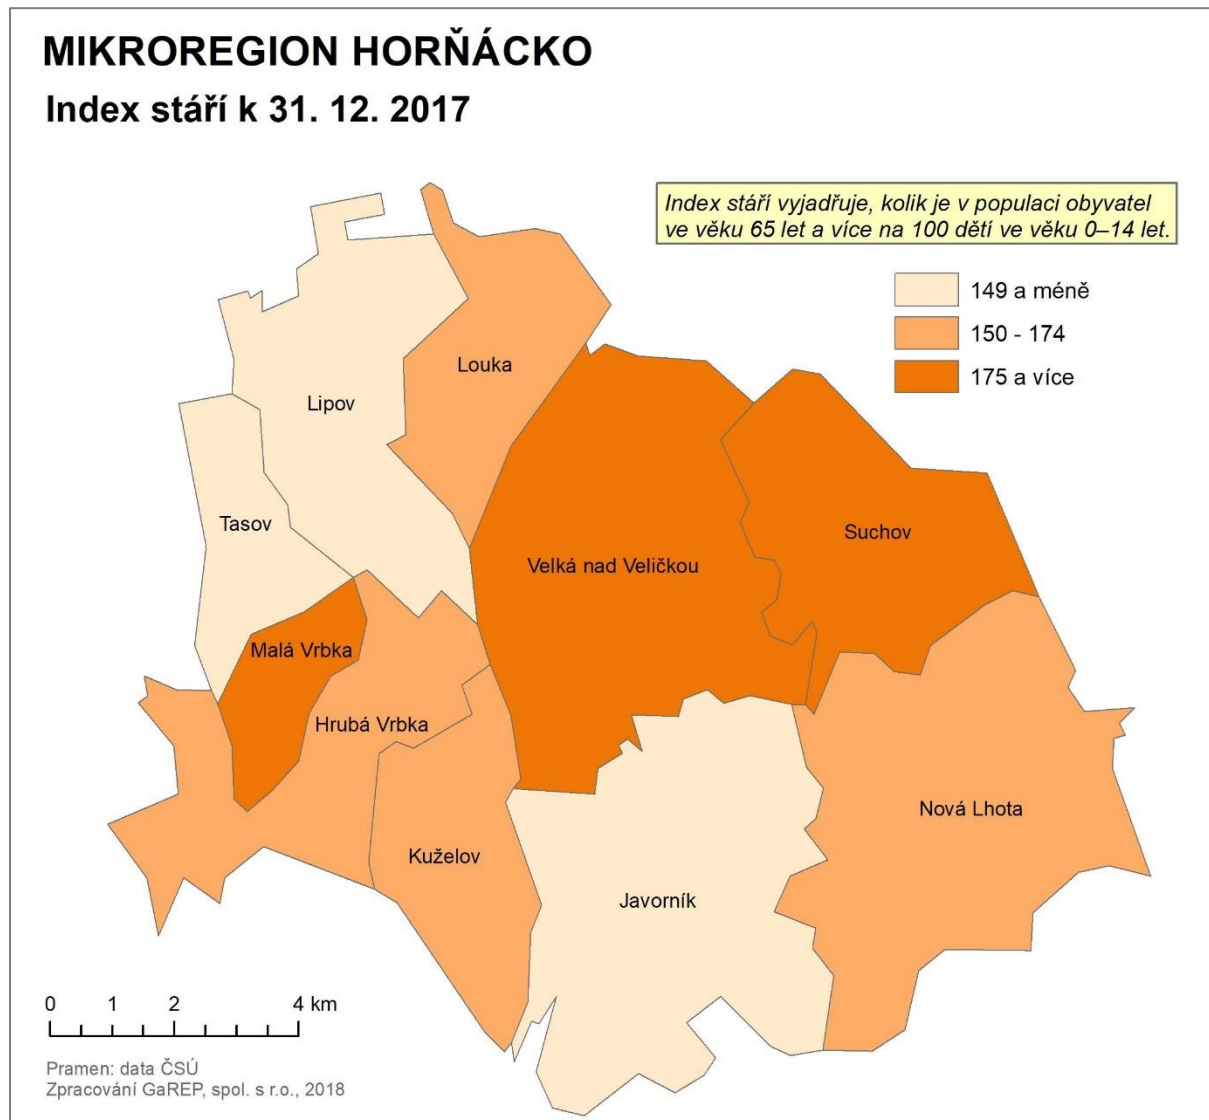 MIKROREGION HORŇÁCKO
Index stáří k 31. 12. 2017
Index stáří vyjadřuje, kolik je v populaci obyvatel
ve věku 65 let a více na 100 dětí ve věku 0–14 let.
149 a méně
150 - 174
175 a více
Louka
Lipov
Tasov
Suchov
Velká nad Veličkou
Malá Vrbka
Hrubá Vrbka
Nová Lhota
Kuželov
Javorník
0 1 2 4 km
Pramen: data ČSÚ
Zpracování GaREP, spol. s r.o., 2018